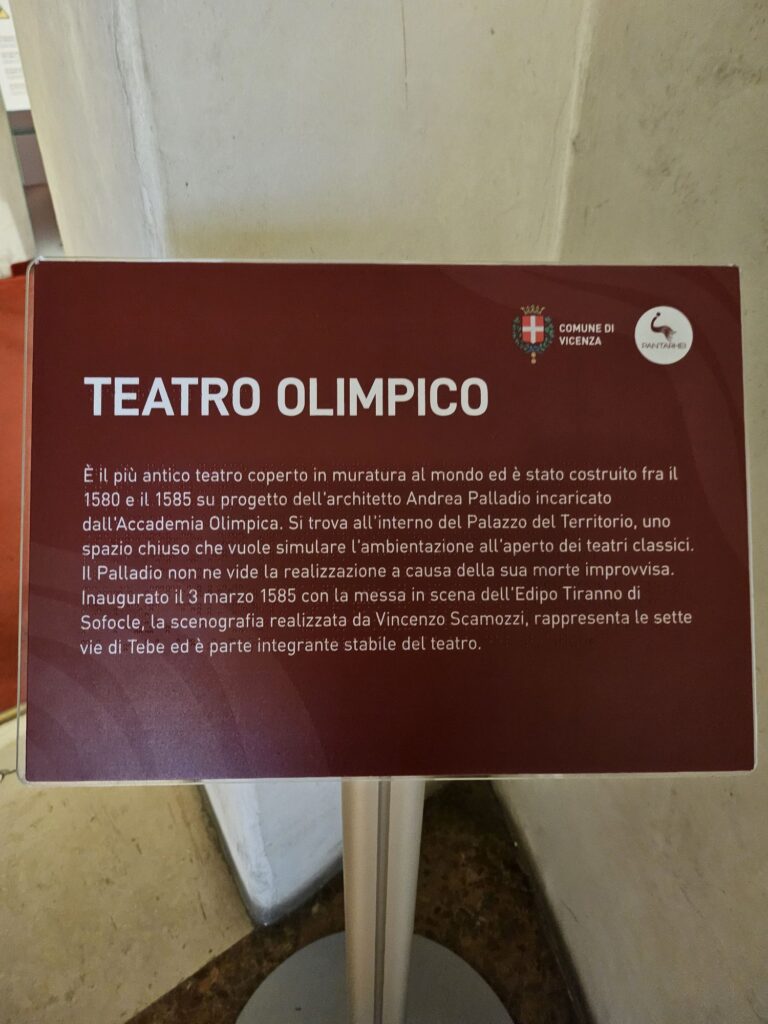 COMUNE DI
VICENZA
PANTARHEI
TEATRO OLIMPICO
È il più antico teatro coperto in muratura al mondo ed è stato costruito fra il
1580 e il 1585 su progetto dell'architetto Andrea Palladio incaricato
dall'Accademia Olimpica. Si trova all'interno del Palazzo del Territorio, uno
spazio chiuso che vuole simulare l'ambientazione all'aperto dei teatri classici.
Il Palladio non ne vide la realizzazione a causa della sua morte improvvisa.
Inaugurato il 3 marzo 1585 con la messa in scena dell'Edipo Tiranno di
Sofocle, la scenografia realizzata da Vincenzo Scamozzi, rappresenta le sette
vie di Tebe ed è parte integrante stabile del teatro.